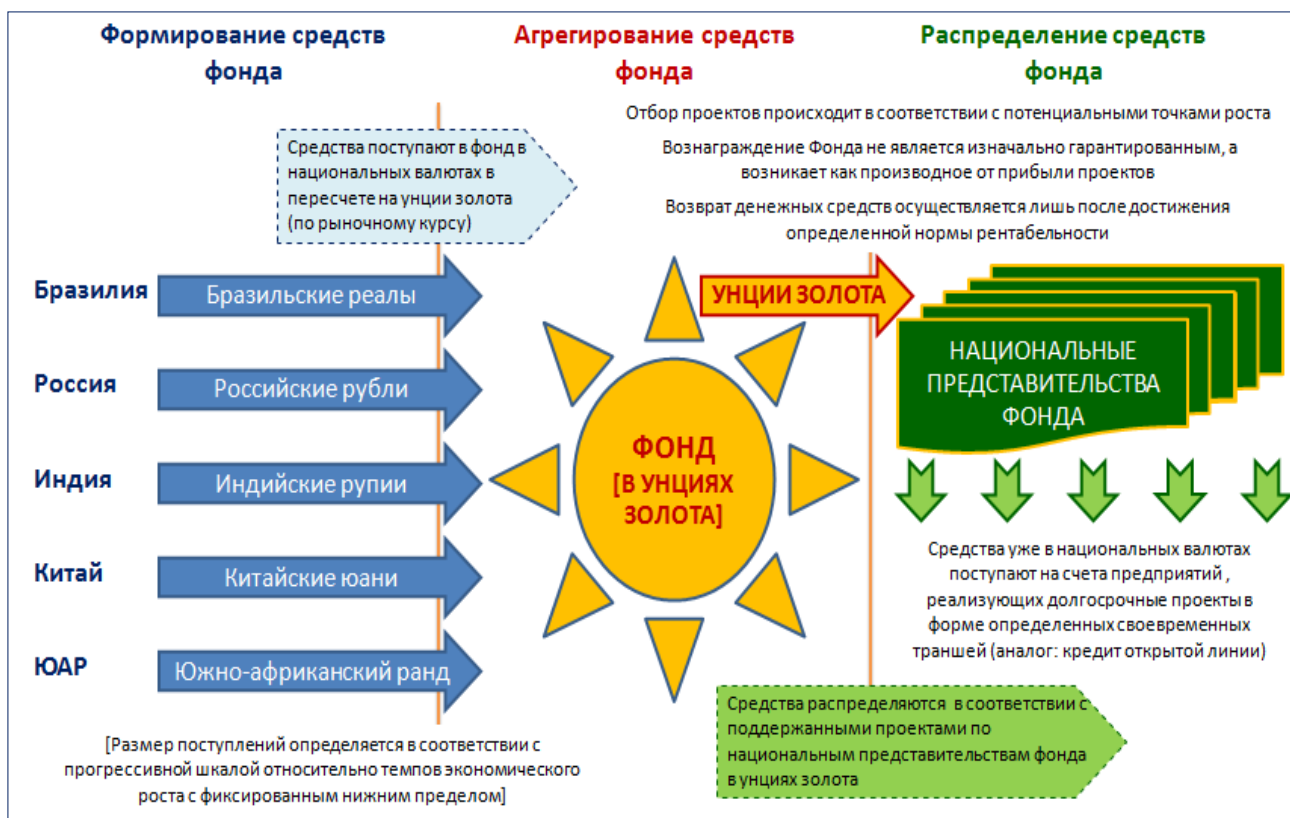 Формирование средств
фонда
Агрегирование средств
фонда
Распределение средств
фонда
Отбор проектов происходит в соответствии с потенциальными точками роста
Вознаграждение Фонда не является изначально гарантированным, а
возникает как производное от прибыли проектов
Возврат денежных средств осуществляется лишь после достижения
определенной нормы рентабельности
Средства поступают в фонд в
национальных валютах в
пересчете на унции золота
(по рыночному курсу)
Бразилия
Бразильские реалы
Россия
Российские рубли
Индия
Индийские рупии
Китай
Китайские юани
ЮАР
Южно-африканский ранд
[Размер поступлений определяется в соответствии с
прогрессивной шкалой относительно темпов экономического
роста с фиксированным нижним пределом]
ФОНД
[В УНЦИЯХ
ЗОЛОТА]
УНЦИИ ЗОЛОТА
НАЦИОНАЛЬНЫЕ
ПРЕДСТАВИТЕЛЬСТВА
ФОНДА
Средства уже в национальных валютах
поступают на счета предприятий ,
реализующих долгосрочные проекты в
форме определенных своевременных
траншей (аналог: кредит открытой линии)
Средства распределяются в соответствии с
поддержанными проектами по
национальным представительствам фонда
в унциях золота